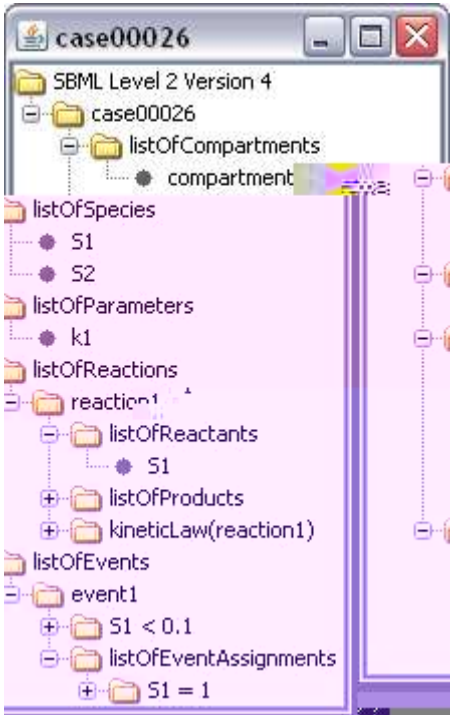 case00026
SBML Level 2 Version 4
case00026
listOfCompartments
compartment
listOfSpecies
S1
S2
listOfParameters
k1
listOfReactions
reaction1
listOfReactants
S1
listOfProducts
kineticLaw(reaction1)
listOfEvents
event1
S1 < 0.1
listOfEventAssignments
S1 = 1